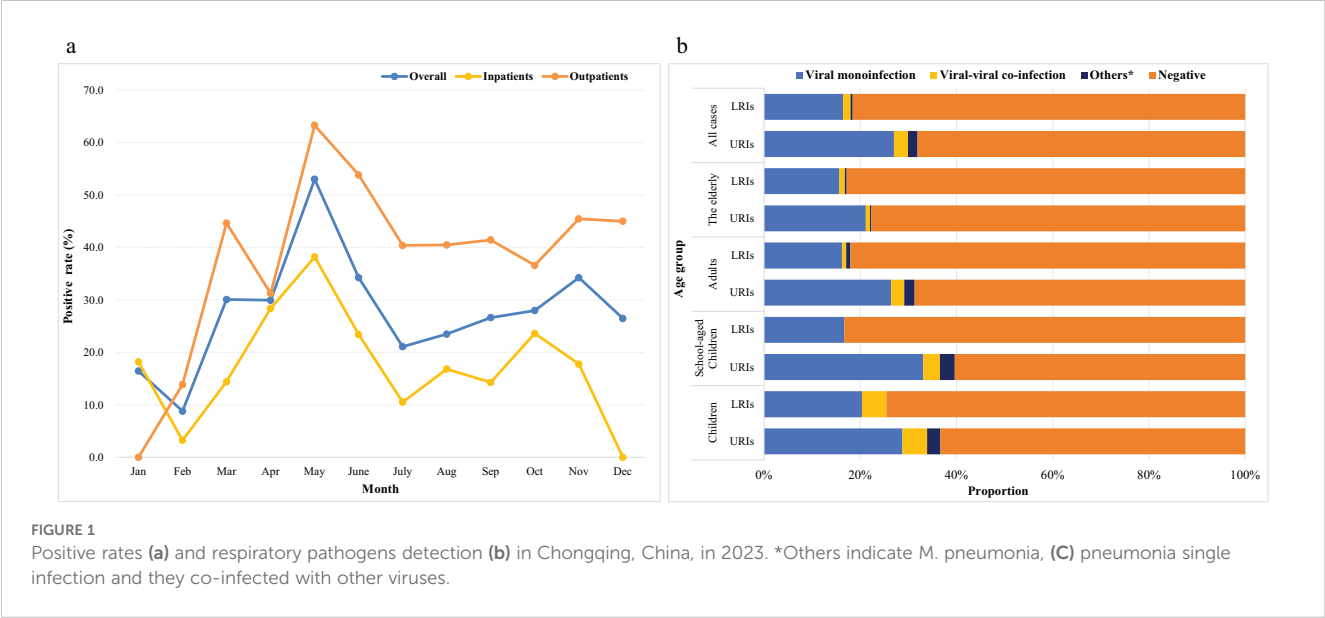 a
Overall Inpatients Outpatients
70.0
60.0
50.0
40.0
30.0
20.0
10.0
0.0
Positive rate (%)
Jan Feb Mar Apr May June July Aug Sep Oct Nov Dec
Month
b
Viral monoinfection Viral-viral co-infection Others* Negative
Age group
All cases
LRIs
URIs
The elderly
LRIs
URIs
Adults
LRIs
URIs
School-aged
Children
LRIs
URIs
Children
LRIs
URIs
0% 20% 40% 60% 80% 100%
Proportion
FIGURE 1
Positive rates (a) and respiratory pathogens detection (b) in Chongqing, China, in 2023. *Others indicate M. pneumonia, (C) pneumonia single
infection and they co-infected with other viruses.